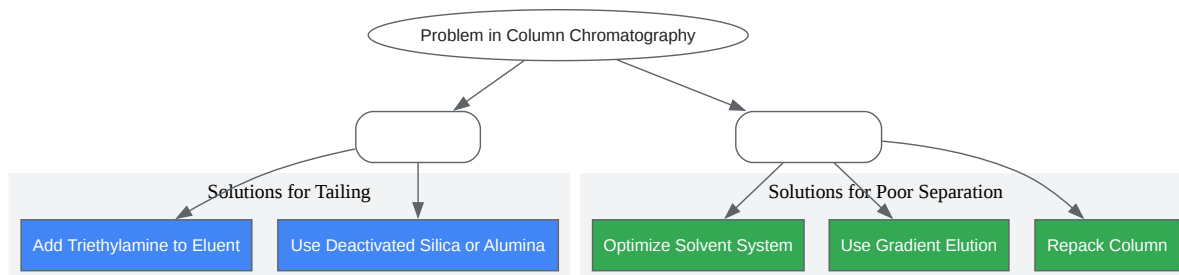 Problem in Column Chromatography
Solutions for Tailing
Solutions for Poor Separation
Add Triethylamine to Eluent
Use Deactivated Silica or Alumina
Optimize Solvent System
Use Gradient Elution
Repack Column